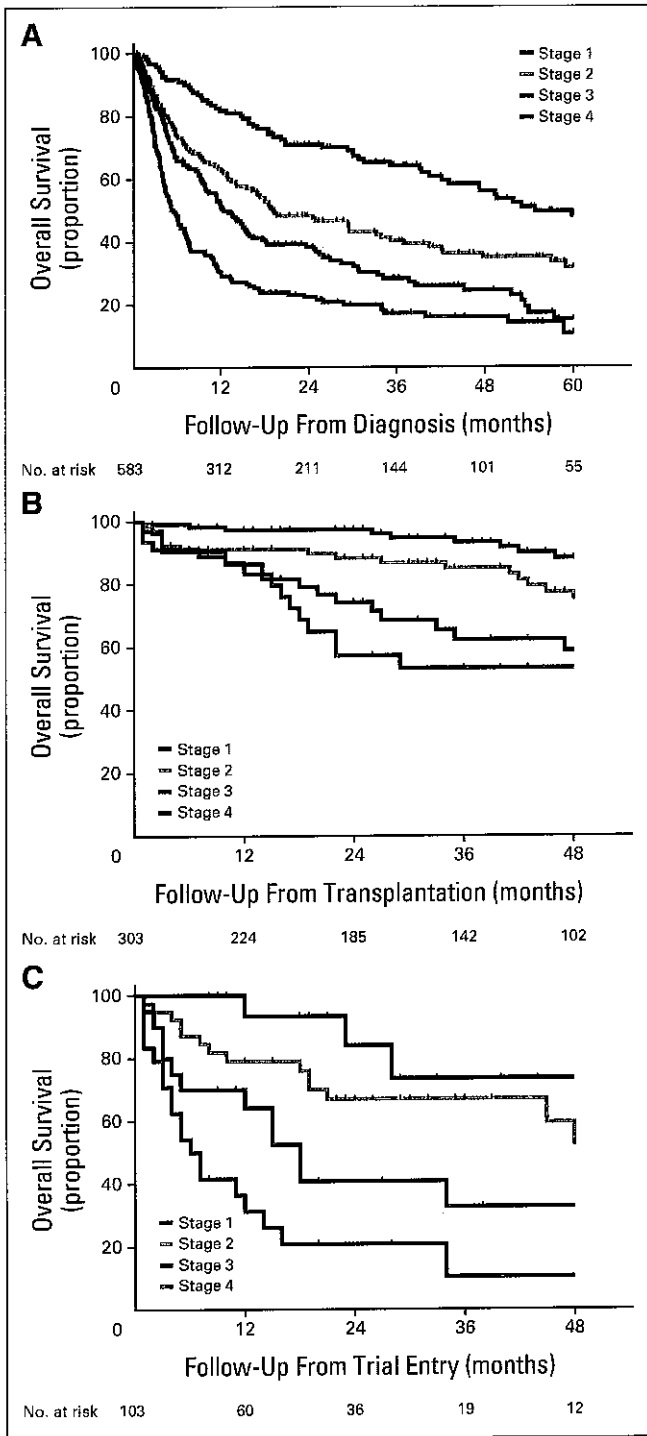 A
100
80
60
40
20
0
Overall Survival
(proportion)
Stage 1
Stage 2
Stage 3
Stage 4
12 24 36 48 60
Follow-Up From Diagnosis (months)
No. at risk 583 312 211 144 101 55
B
100
80
60
40
20
0
Overall Survival
(proportion)
Stage 1
Stage 2
Stage 3
Stage 4
12 24 36 48
Follow-Up From Transplantation (months)
No. at risk 303 224 185 142 102
C
100
80
60
40
20
0
Overall Survival
(proportion)
Stage 1
Stage 2
Stage 3
Stage 4
12 24 36 48
Follow-Up From Trial Entry (months)
No. at risk 103 60 36 19 12